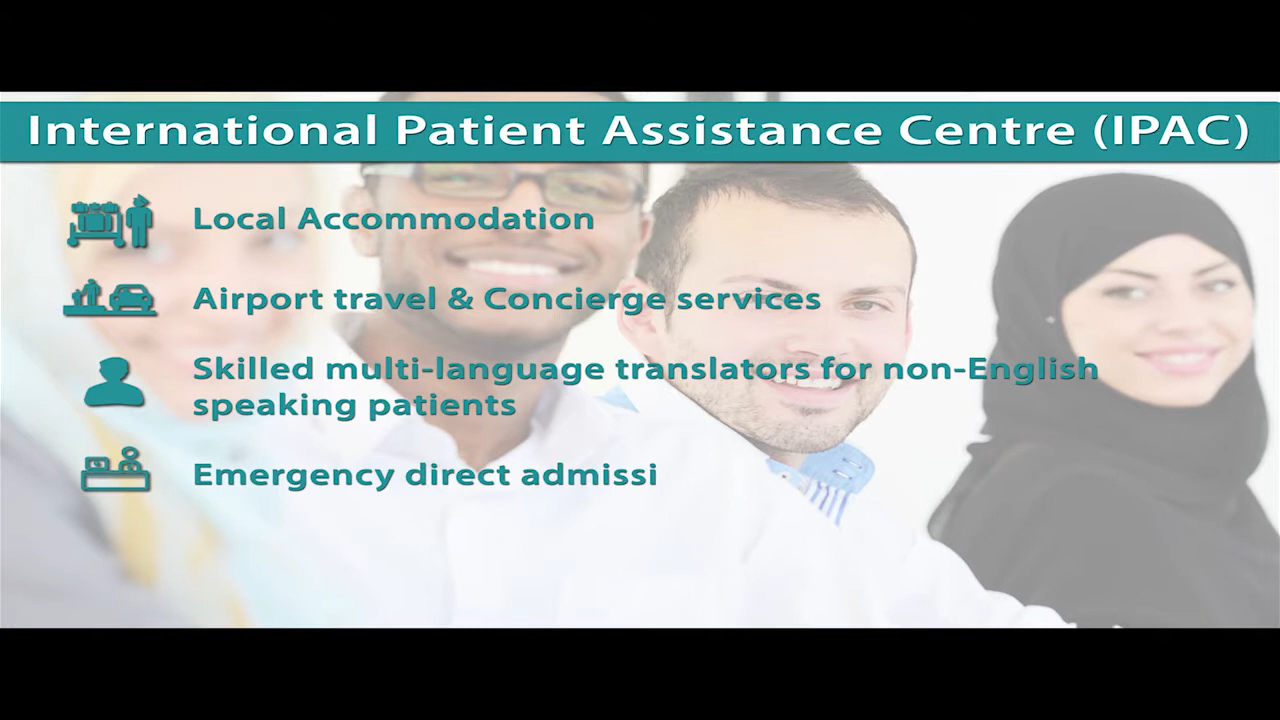 International Patient Assistance Centre (IPAC)
Local Accommodation
Airport travel & Concierge services
Skilled multi-language translators for non-English
speaking patients
Emergency direct admissi